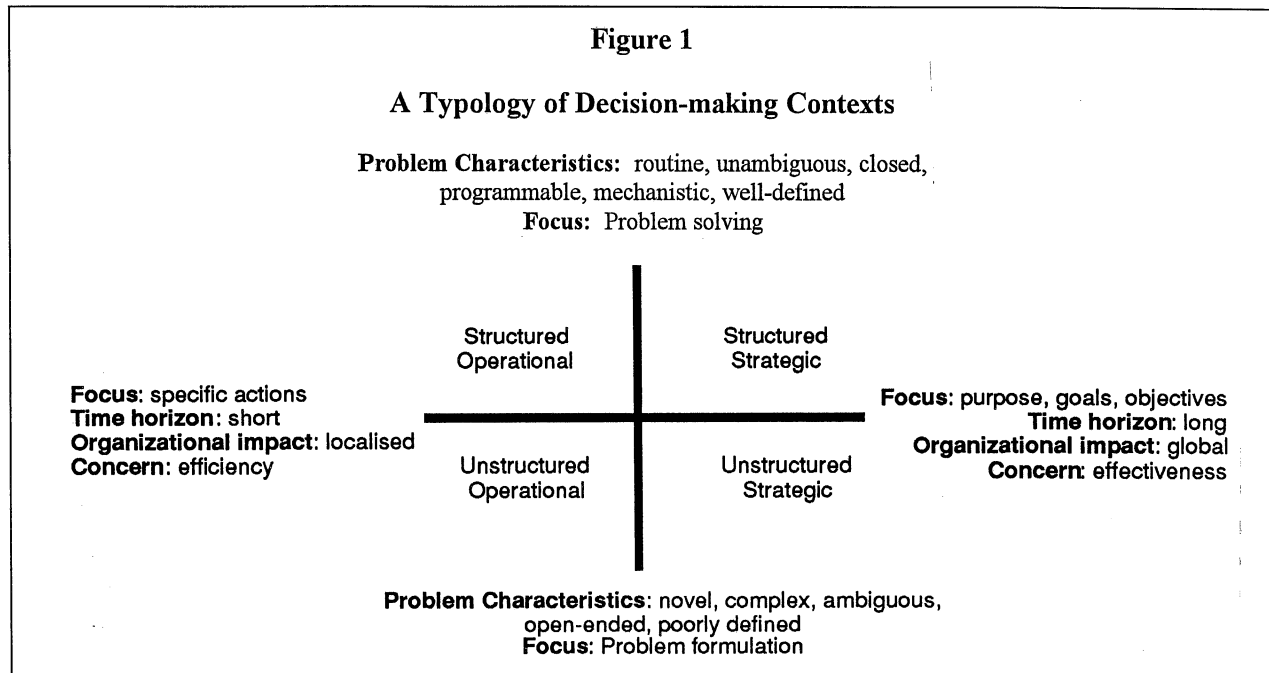 Figure 1
A Typology of Decision-making Contexts
Problem Characteristics: routine, unambiguous, closed,
programmable, mechanistic, well-defined
Focus: Problem solving
Structured
Operational
Structured
Strategic
Focus: specific actions
Time horizon: short
Organizational impact: localised
Concern: efficiency
Focus: purpose, goals, objectives
Time horizon: long
Organizational impact: global
Concern: effectiveness
Unstructured
Operational
Unstructured
Strategic
Problem Characteristics: novel, complex, ambiguous,
open-ended, poorly defined
Focus: Problem formulation